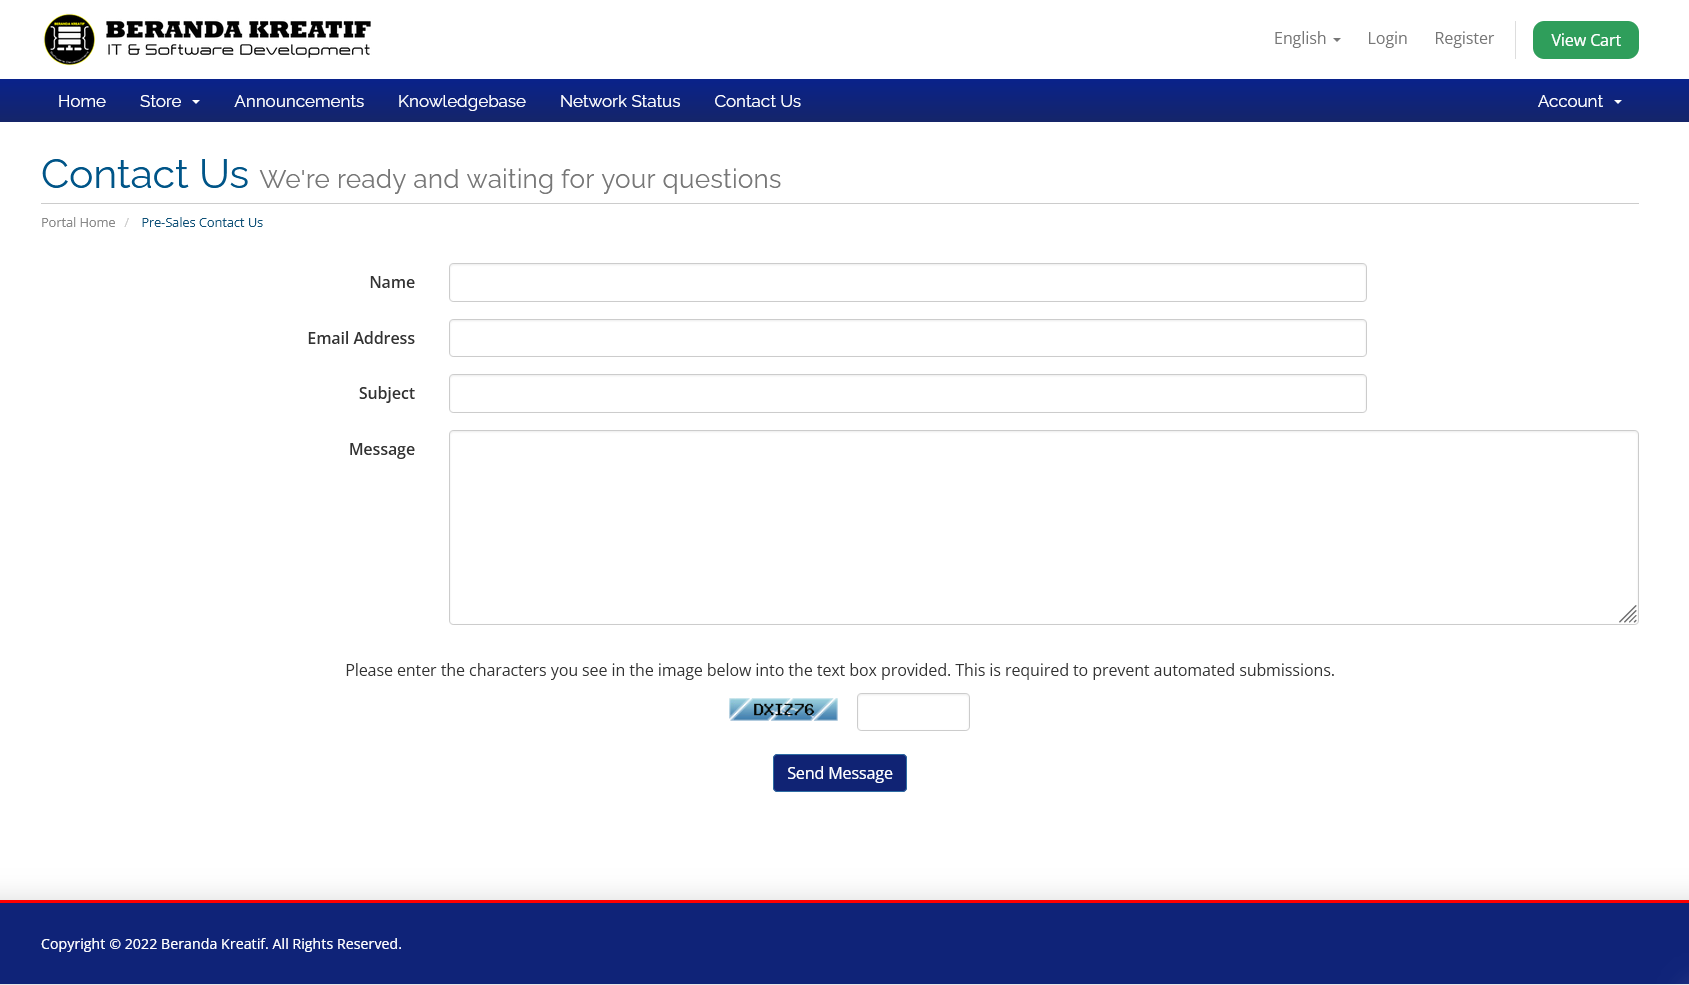 BERANDA KREATIF
IT & Software Development
English
Login
Register
View Cart
Home
Store
Announcements
Knowledgebase
Network Status
Contact Us
Account
Contact Us We're ready and waiting for your questions
Portal Home / Pre-Sales Contact Us
Name
Email Address
Subject
Message
Please enter the characters you see in the image below into the text box provided. This is required to prevent automated submissions.
DXIZ76
Send Message
Copyright © 2022 Beranda Kreatif. All Rights Reserved.